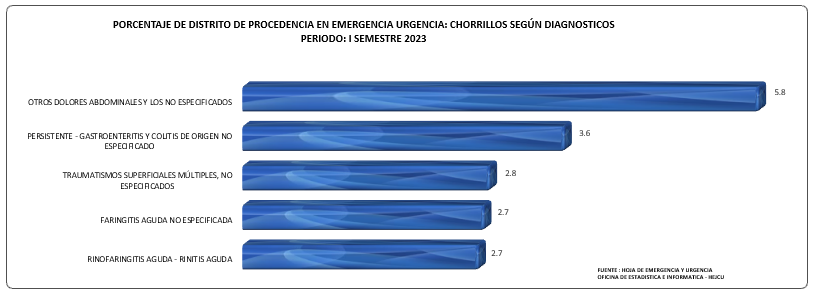 PORCENTAJE DE DISTRITO DE PROCEDENCIA EN EMERGENCIA URGENCIA: CHORRILLOS SEGÚN DIAGNOSTICOS
PERIODO: I SEMESTRE 2023
OTROS DOLORES ABDOMINALES Y LOS NO ESPECIFICADOS
5.8
PERSISTENTE - GASTROENTERITIS Y COLITIS DE ORIGEN NO
ESPECIFICADO
3.6
TRAUMATISMOS SUPERFICIALES MÚLTIPLES, NO
ESPECIFICADOS
2.8
FARINGITIS AGUDA NO ESPECIFICADA
2.7
RINOFARINGITIS AGUDA - RINITIS AGUDA
2.7
FUENTE : HOJA DE EMERGENCIA Y URGENCIA
OFICINA DE ESTADISTICA E INFORMATICA - HEJCU